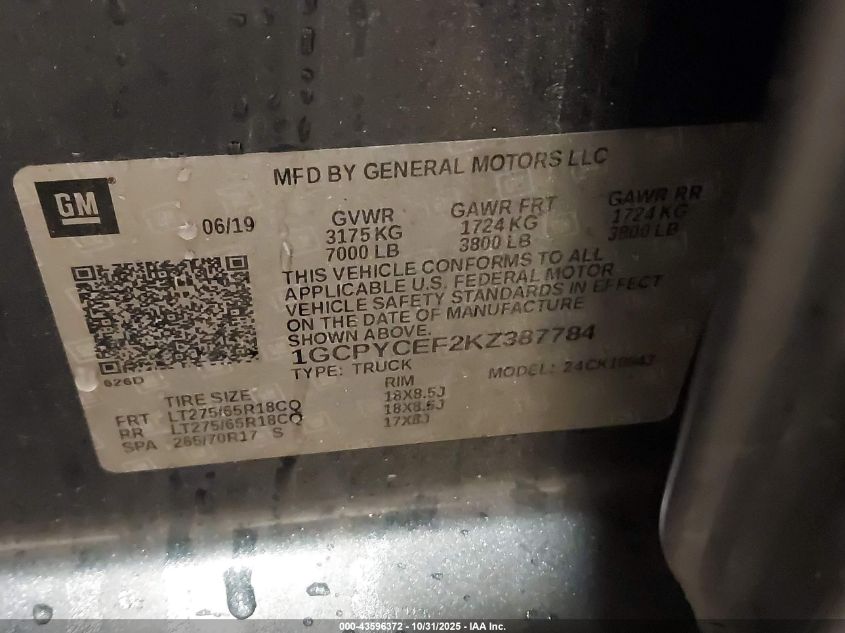 MFD BY GENERAL MOTORS LLC
GM
06/19
GVWR
3175 KG
7000 LB
GAWR FRT
1724 KG
3800 LB
GAWR RR
1724 KG
3800 LB
THIS VEHICLE CONFORMS TO ALL
APPLICABLE U.S. FEDERAL MOTOR
VEHICLE SAFETY STANDARDS IN EFFECT
ON THE DATE OF MANUFACTURE
SHOWN ABOVE.
1GCPYCEF2KZ387784
TYPE: TRUCK
MODEL:
626D
TIRE SIZE
RIM
FRT LT275/65R18CQ 18X8.5J
RR LT275/65R18CQ 18X8.5J
SPA 265/70R17 S 17X8J
000-43596372 - 10/31/2025 - IAA Inc.